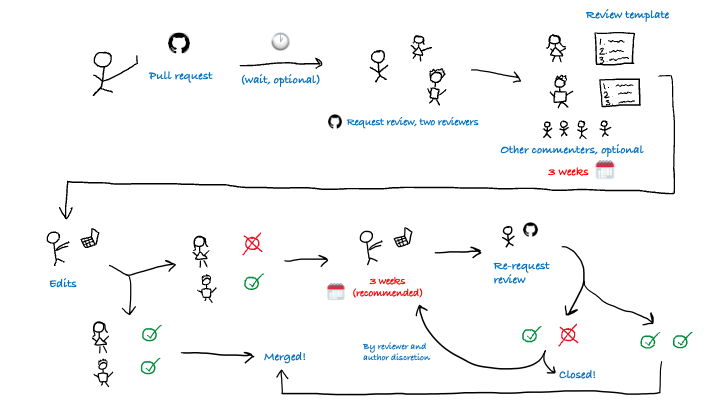 Review template
Pull request
(wait, optional)
1.
2.
3.
1.
2.
3.
Request review, two reviewers
Other commenters, optional
3 weeks
Edits
3 weeks
(recommended)
Re-request
review
By reviewer and
author discretion
Merged!
Closed!